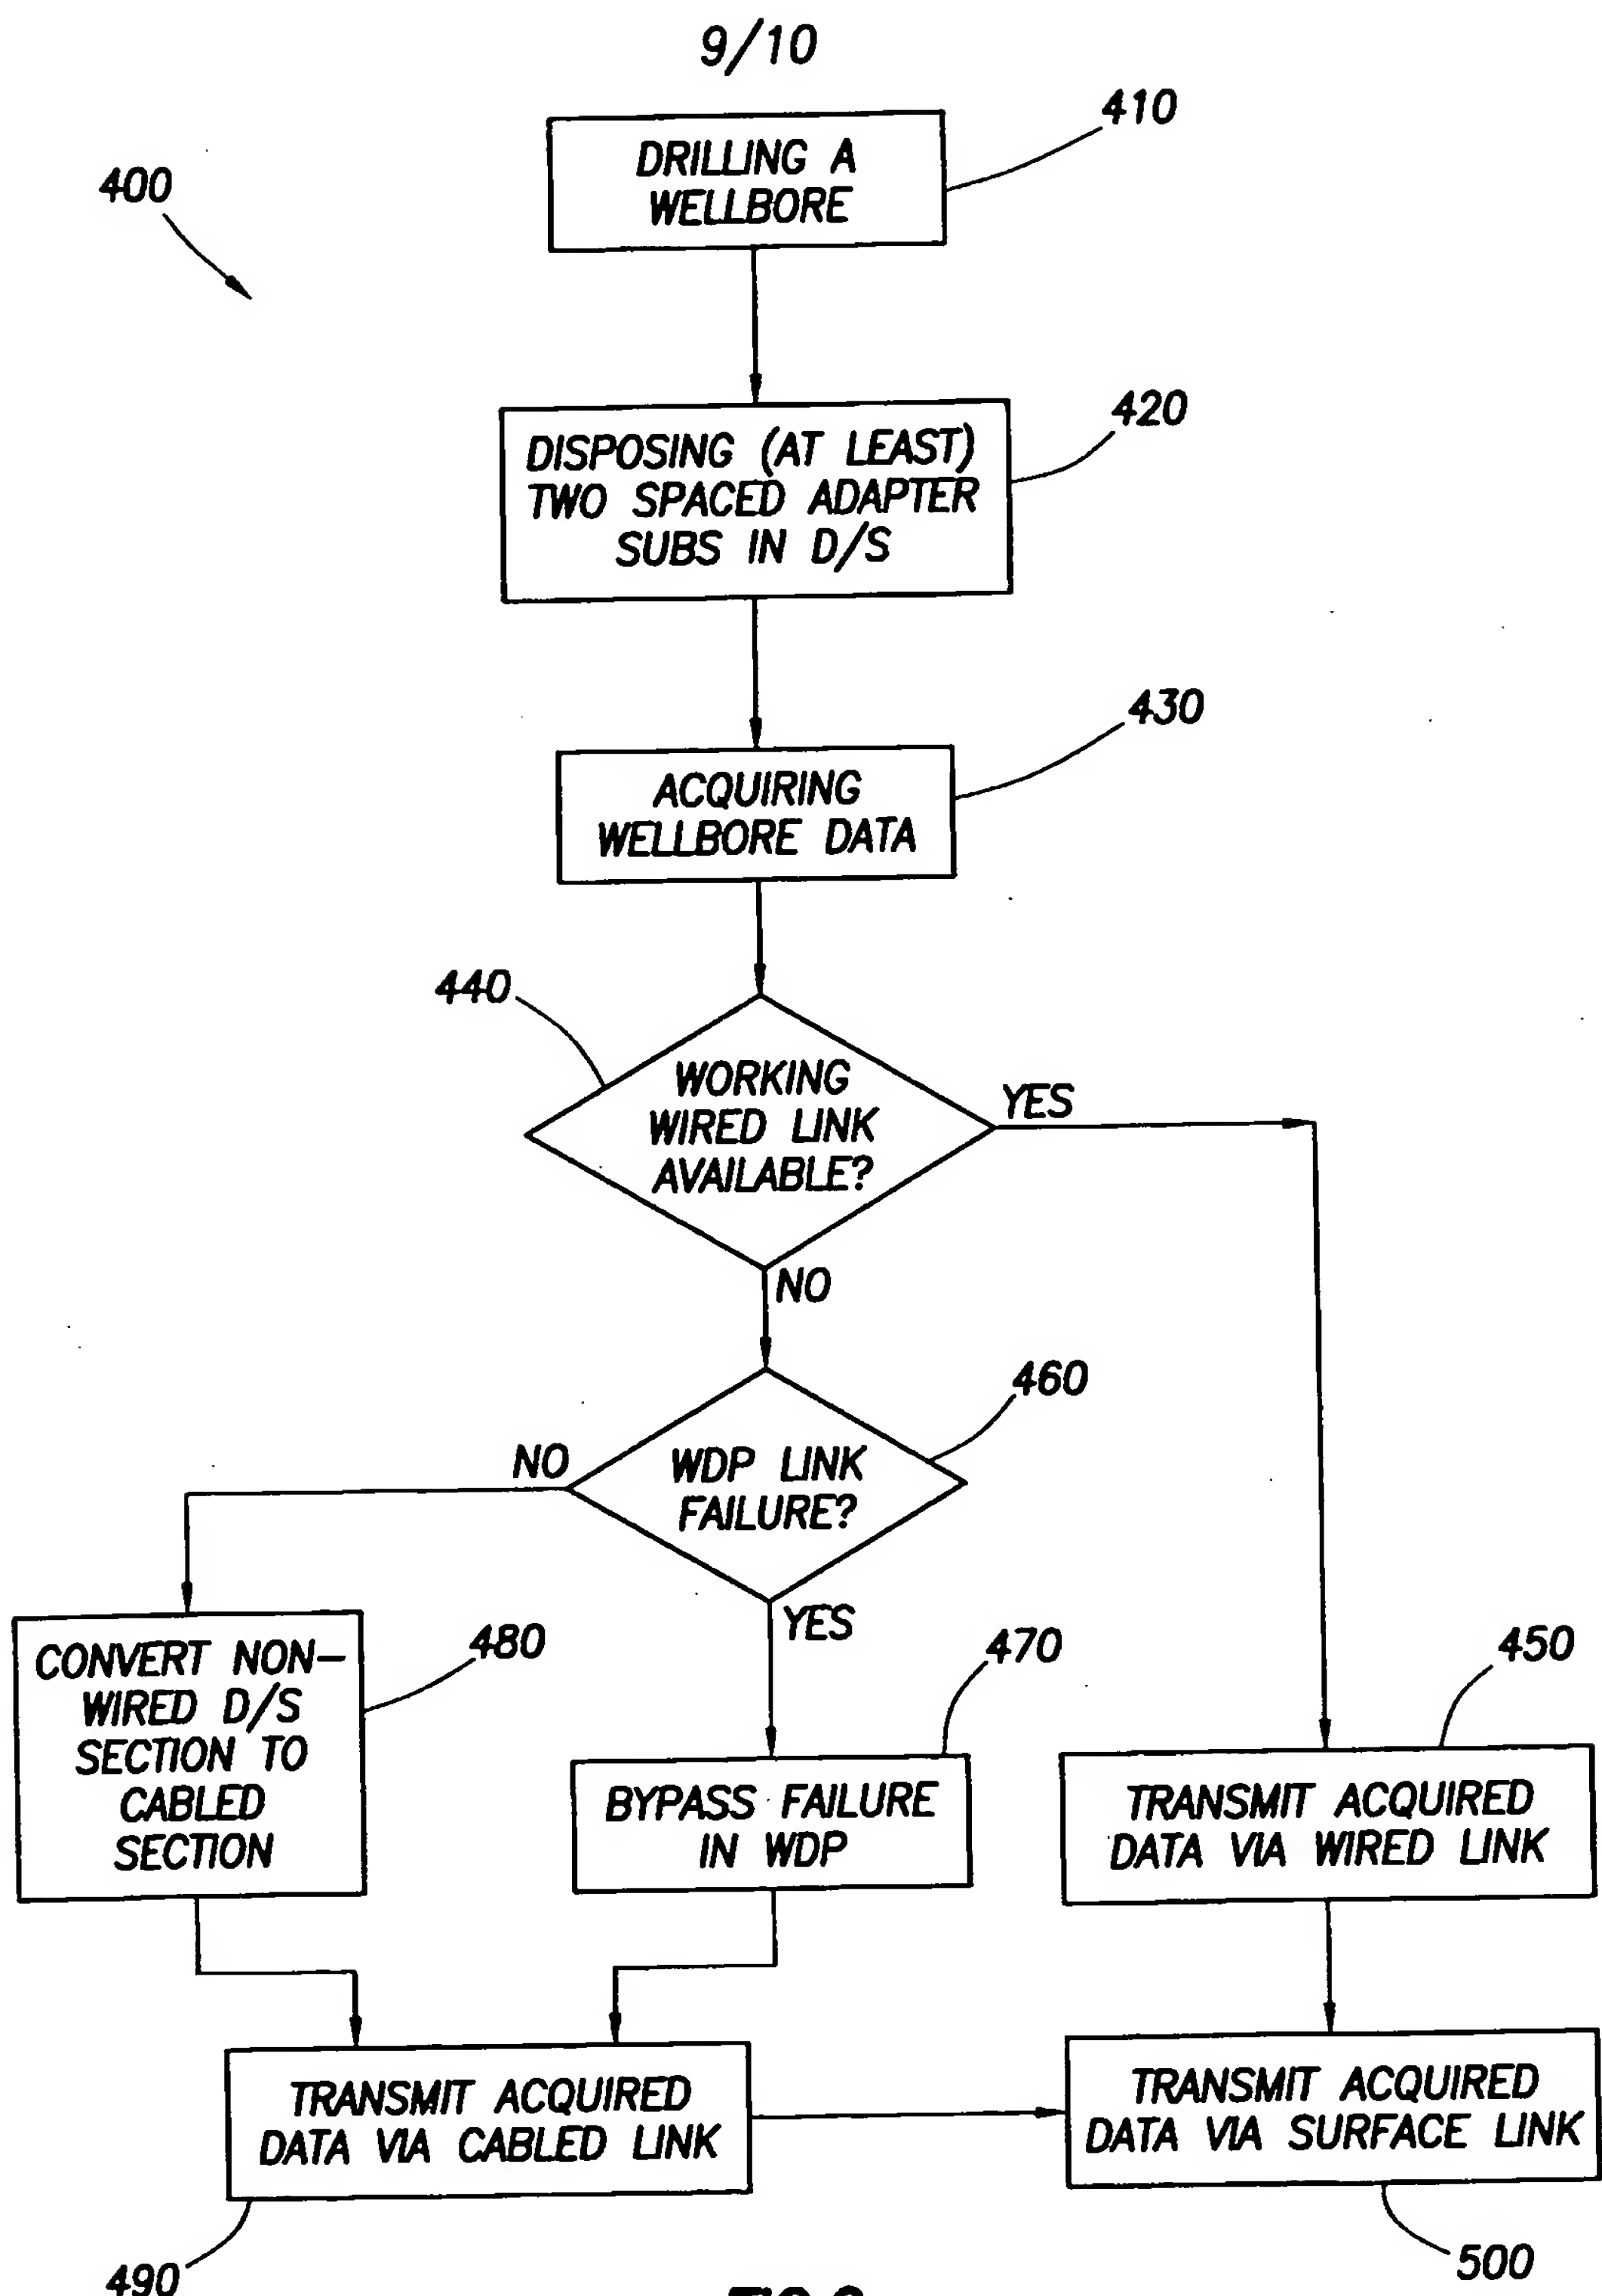 9/10
400
410
DRILLING A
WELLBORE
420
DISPOSING (AT LEAST)
TWO SPACED ADAPTER
SUBS IN D/S
430
ACQUIRING
WELLBORE DATA
440
WORKING
WIRED LINK
AVAILABLE?
YES
NO
460
WDP LINK
FAILURE?
NO
YES
480
CONVERT NON-
WIRED D/S
SECTION TO
CABLED
SECTION
470
BYPASS FAILURE
IN WDP
450
TRANSMIT ACQUIRED
DATA VIA WIRED LINK
TRANSMIT ACQUIRED
DATA VIA CABLED LINK
490
TRANSMIT ACQUIRED
DATA VIA SURFACE LINK
500